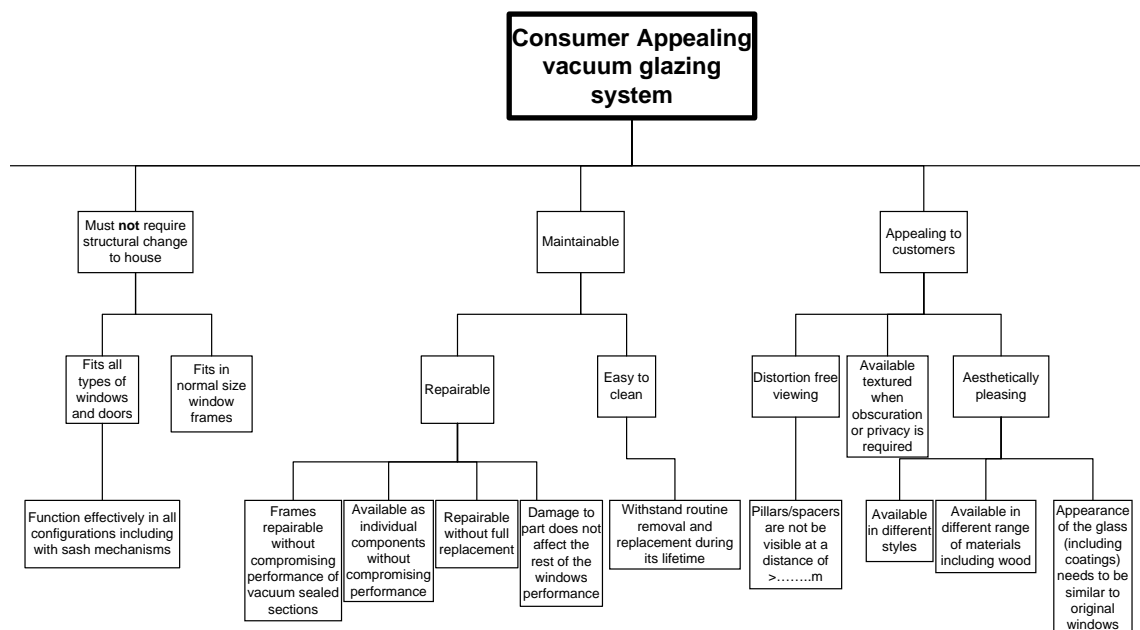 Consumer Appealing
vacuum glazing
system
Must not require
structural change
to house
Maintainable
Appealing to
customers
Fits all
types of
windows
and doors
Fits in
normal size
window
frames
Repairable
Easy to
clean
Distortion free
viewing
Available
textured
when
obscuration
or privacy is
required
Aesthetically
pleasing
Function effectively in all
configurations including
with sash mechanisms
Frames
repairable
without
compromising
performance of
vacuum sealed
sections
Available as
individual
components
without
compromising
performance
Repairable
without full
replacement
Damage to
part does not
affect the
rest of the
windows
performance
Withstand routine
removal and
replacement during
its lifetime
Pillars/spacers
are not be
visible at a
distance of
>........m
Available
in different
styles
Available in
different range
of materials
including wood
Appearance of
the glass
(including
coatings)
needs to be
similar to
original
windows